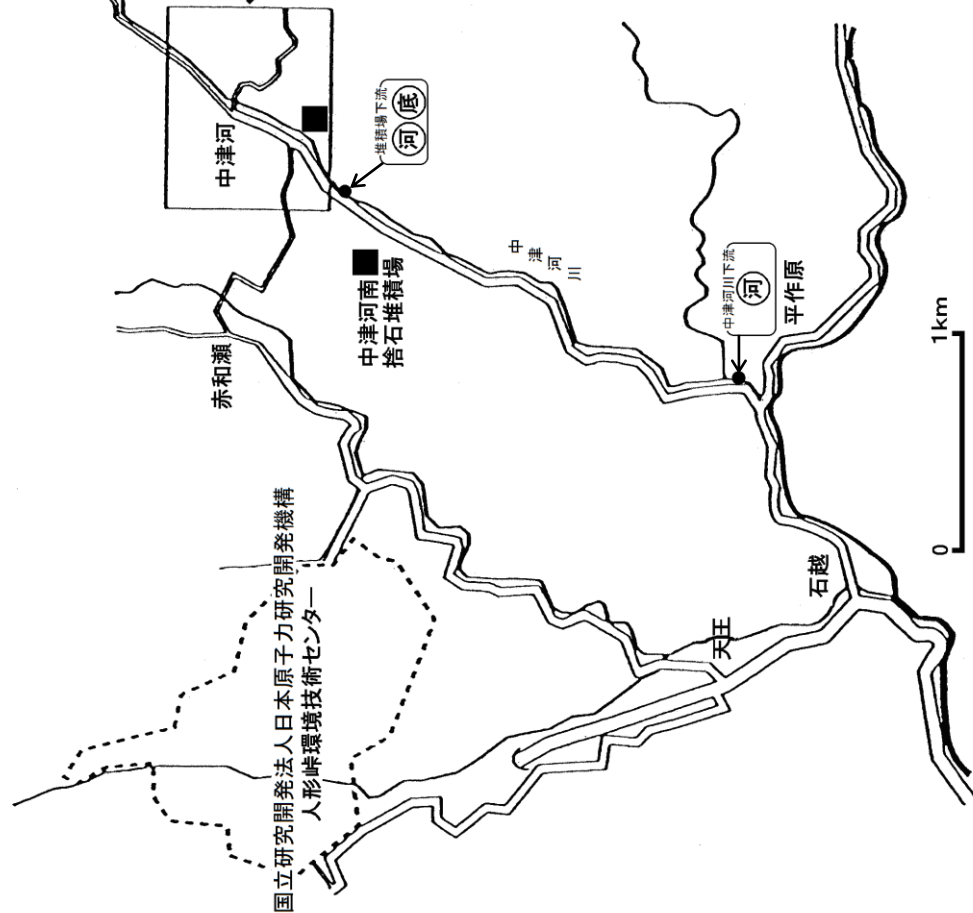 国立研究開発法人日本原子力研究開発機構
人形峠環境技術センター
赤和瀬
中津河
堆積場下流
河 底
中津河南
捨石堆積場
中津河川
中津河川下流
河
平作原
天王
石越
0
1km